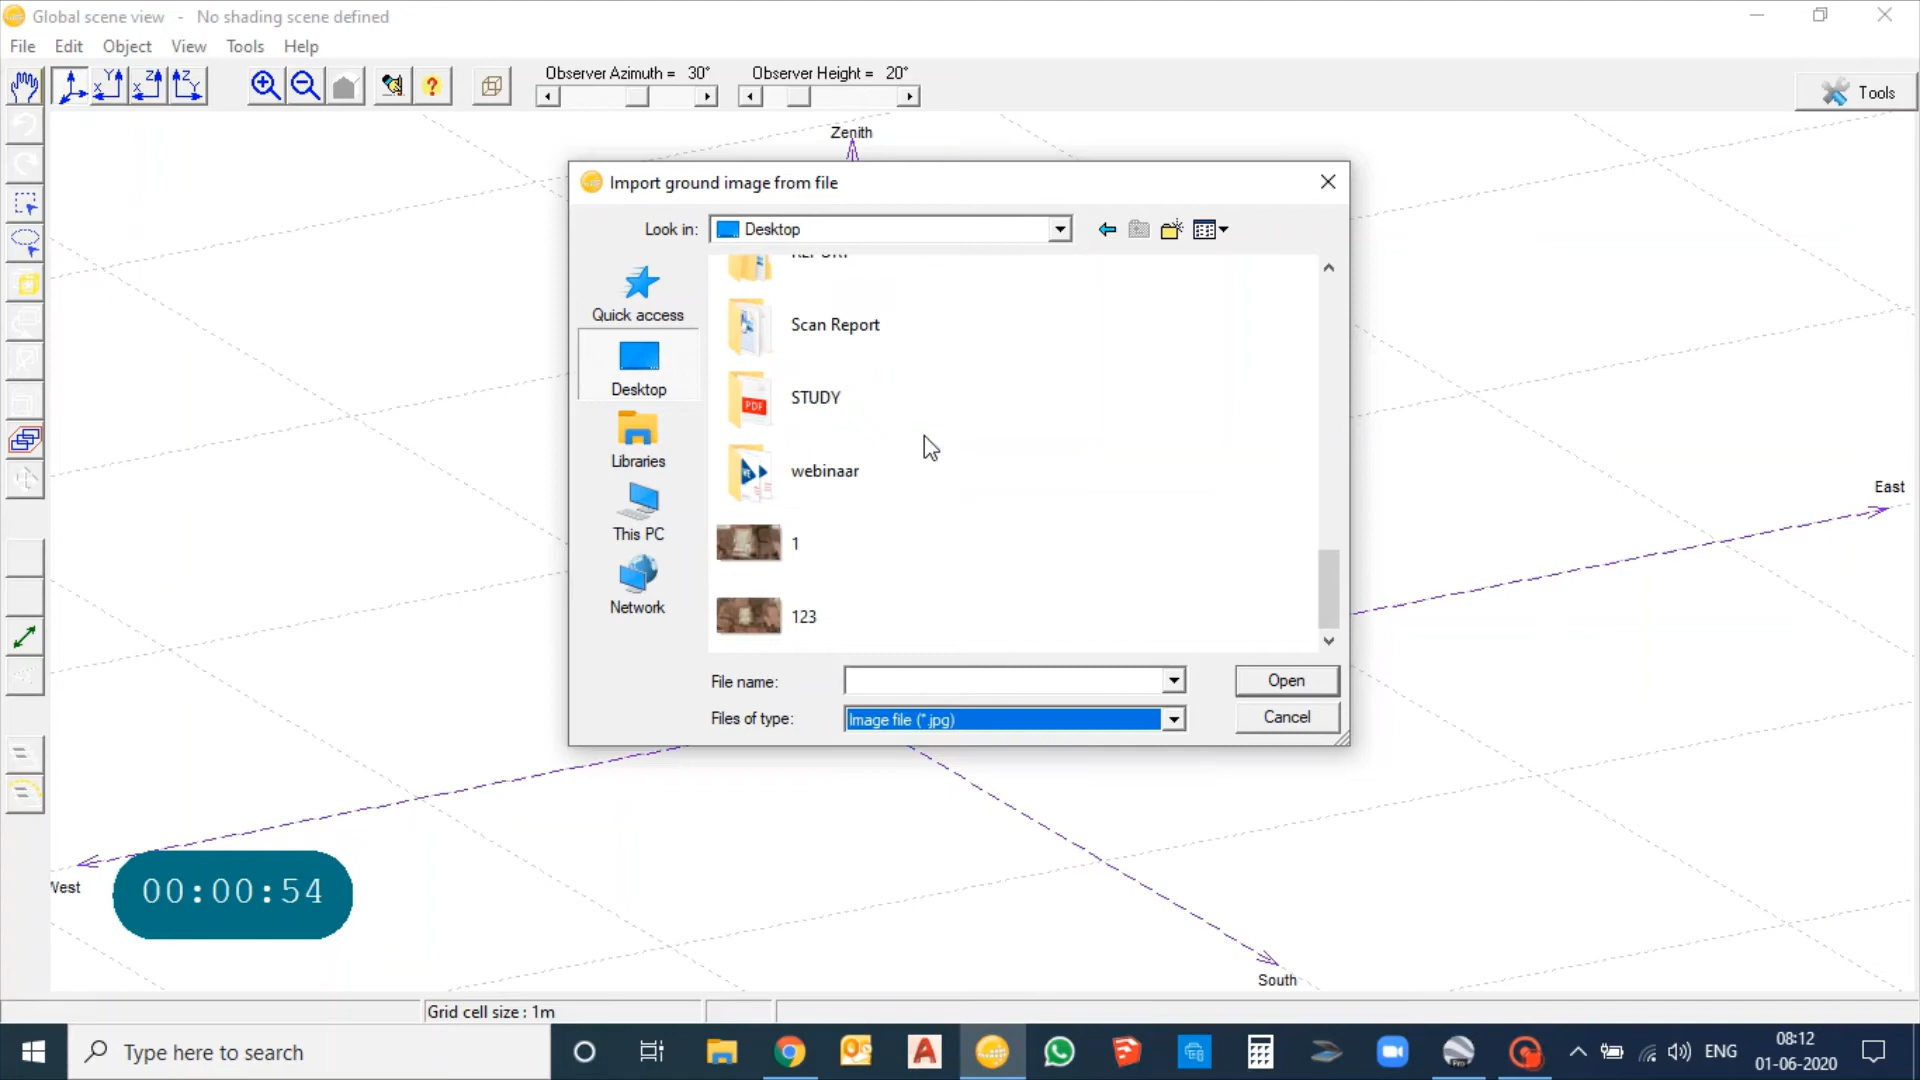 Global scene view - No shading scene defined
File Edit Object View Tools Help
Observer Azimuth = 30° Observer Height = 20°
Tools
Zenith
Import ground image from file
Look in: Desktop
REPORT
Quick access
Scan Report
Desktop
STUDY
Libraries
webinaar
This PC
1
Network
123
File name: Open
Files of type: Image file (*.jpg) Cancel
East
West
00:00:54
South
Grid cell size : 1m
Type here to search
ENG
08:12
01-06-2020